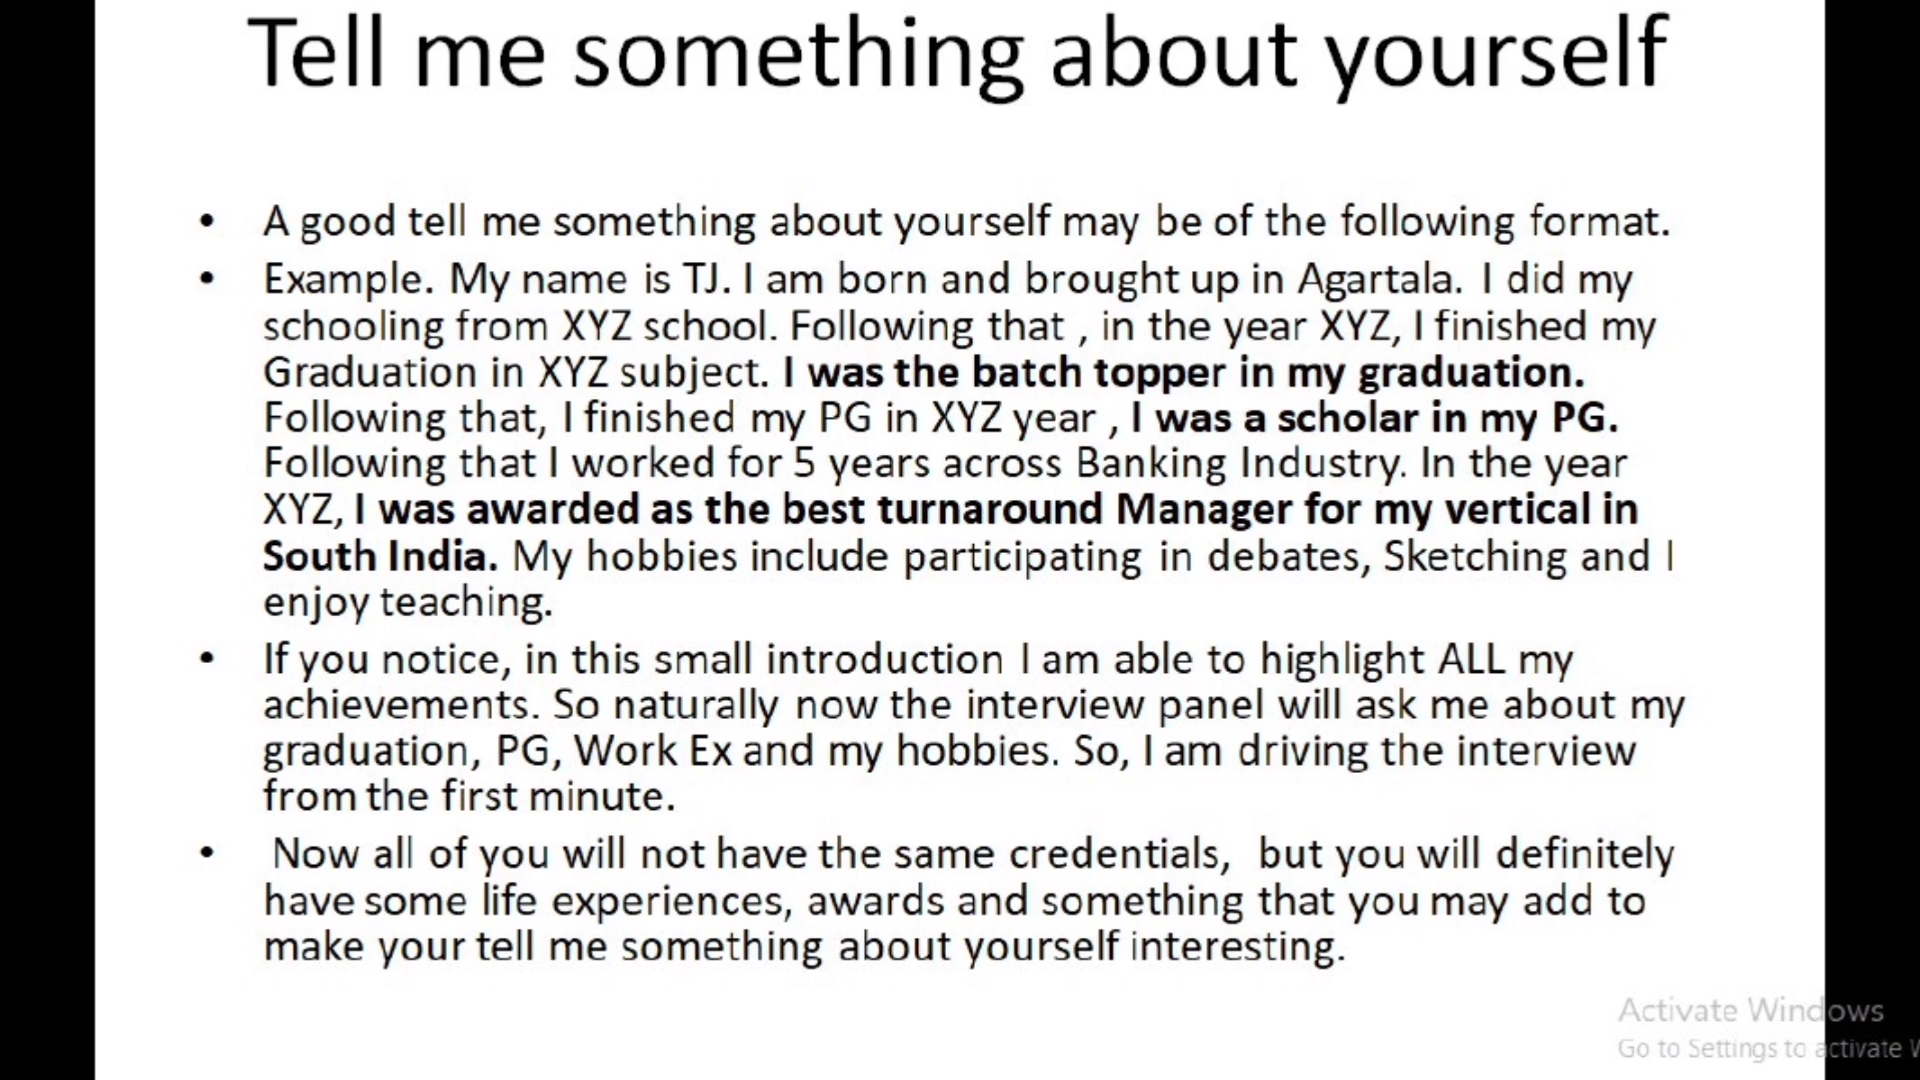 Tell me something about yourself
• A good tell me something about yourself may be of the following format.
• Example. My name is TJ. I am born and brought up in Agartala. I did my
schooling from XYZ school. Following that , in the year XYZ, I finished my
Graduation in XYZ subject. I was the batch topper in my graduation.
Following that, I finished my PG in XYZ year , I was a scholar in my PG.
Following that I worked for 5 years across Banking Industry. In the year
XYZ, I was awarded as the best turnaround Manager for my vertical in
South India. My hobbies include participating in debates, Sketching and I
enjoy teaching.
• If you notice, in this small introduction I am able to highlight ALL my
achievements. So naturally now the interview panel will ask me about my
graduation, PG, Work Ex and my hobbies. So, I am driving the interview
from the first minute.
• Now all of you will not have the same credentials, but you will definitely
have some life experiences, awards and something that you may add to
make your tell me something about yourself interesting.
Activate Windows
Go to Settings to activate W